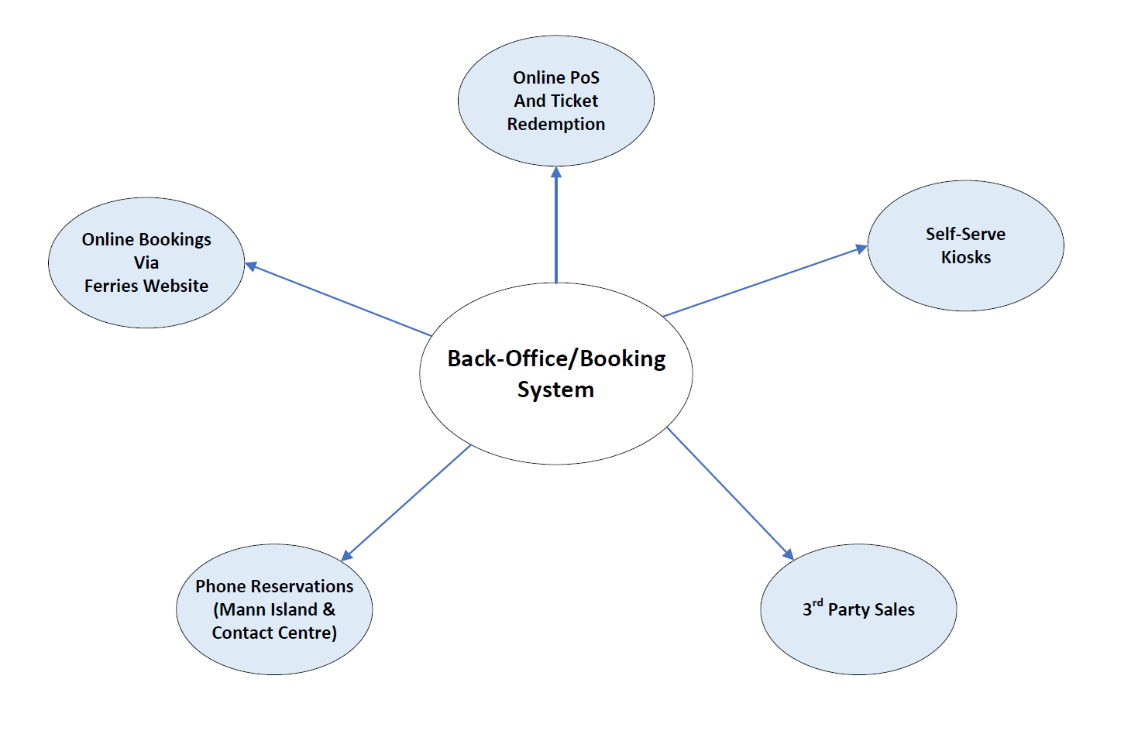 Online PoS
And Ticket
Redemption
Self-Serve
Kiosks
Online Bookings
Via
Ferries Website
Back-Office/Booking
System
Phone Reservations
(Mann Island &
Contact Centre)
3rd Party Sales